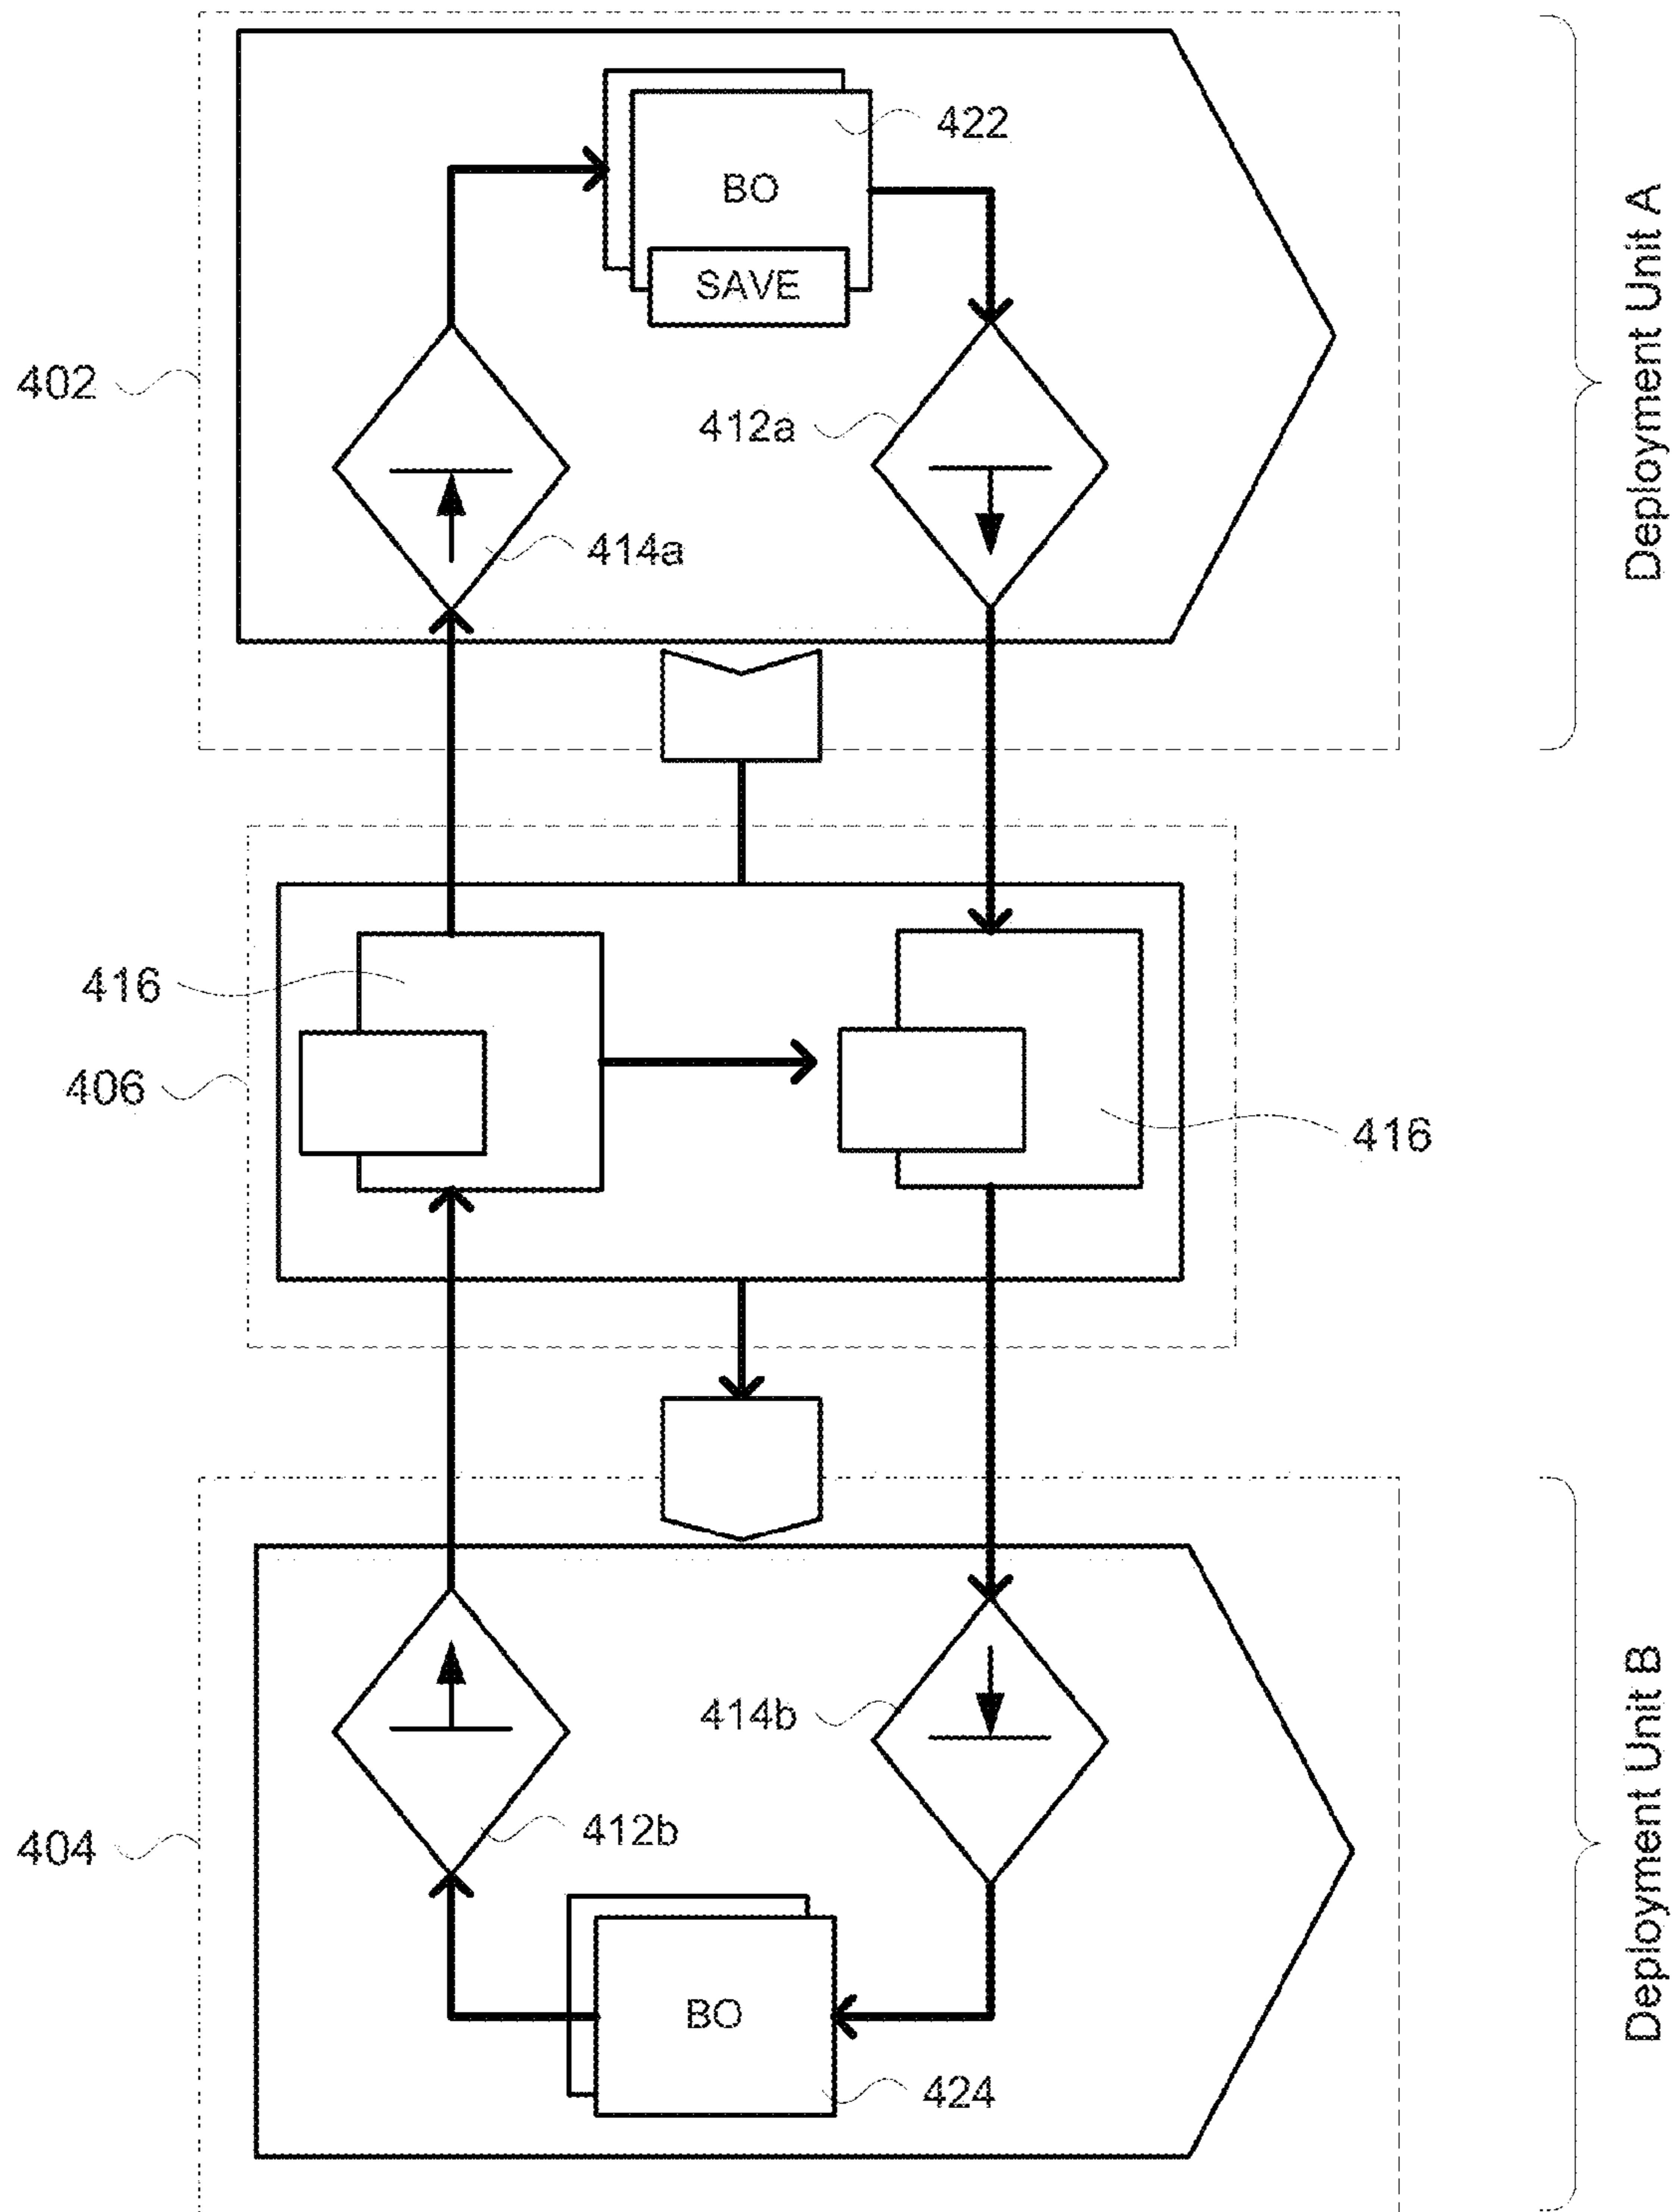 422
BO
SAVE
402
412a
414a
Deployment Unit A
416
406
416
414b
412b
404
BO
424
Deployment Unit B